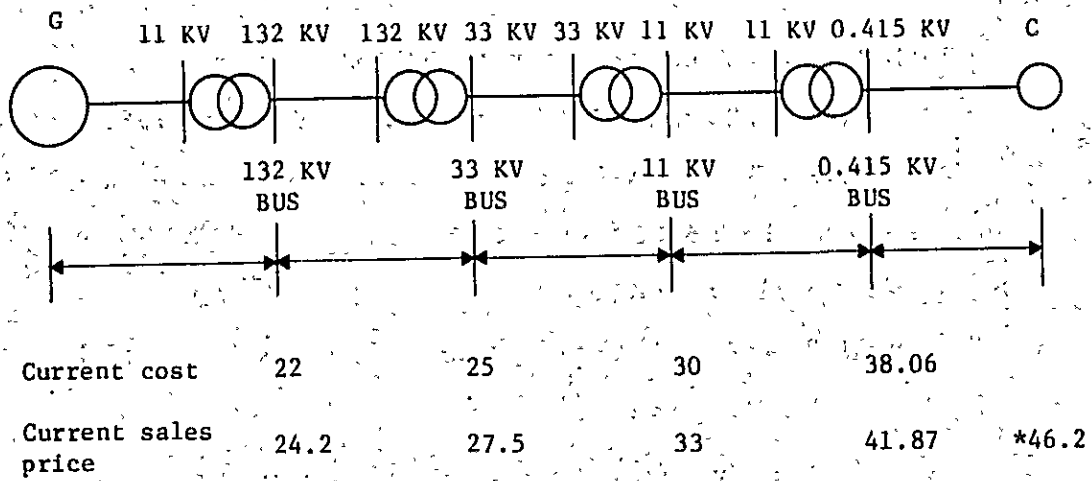 G 11 KV 132 KV 132 KV 33 KV 33 KV 11 KV 11 KV 0.415 KV C
132 KV 33 KV 11 KV 0.415 KV
BUS BUS BUS BUS
Current cost 22 25 30 38.06
Current sales 24.2 27.5 33 41.87 *46.2
price